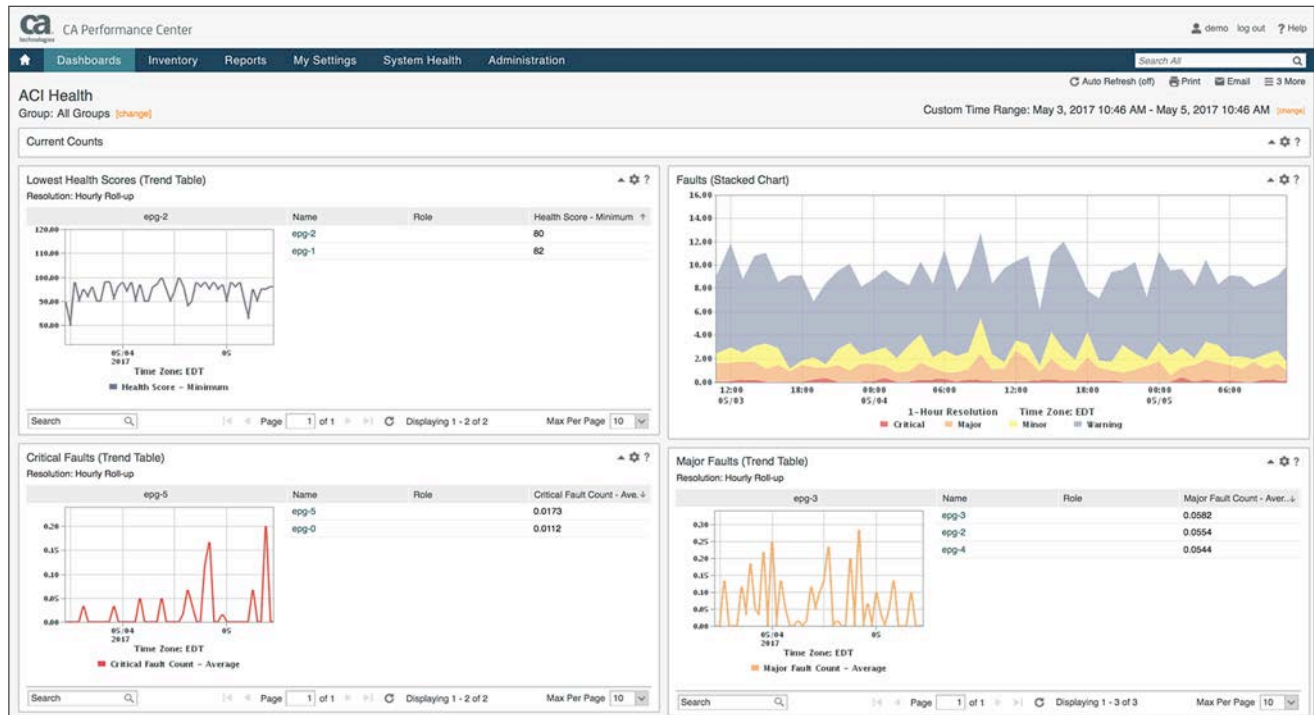 ca
technologies
CA Performance Center
demo log out ? Help
Dashboards Inventory Reports My Settings System Health Administration
Search All
Auto Refresh (off) Print Email 3 More
ACI Health
Group: All Groups [change]
Custom Time Range: May 3, 2017 10:46 AM - May 5, 2017 10:46 AM [change]
Current Counts
?
Lowest Health Scores (Trend Table)
?
Resolution: Hourly Roll-up
epg-2 Name Role Health Score - Minimum
epg-2 80
epg-1 82
120.00
110.00
100.00
90.00
80.00
05/04 05
2017
Time Zone: EDT
Health Score - Minimum
Search Page 1 of 1 Displaying 1 - 2 of 2 Max Per Page 10
Faults (Stacked Chart)
?
16.00
14.00
12.00
10.00
8.00
6.00
4.00
2.00
0.00
12:00 18:00 00:00 06:00 12:00 18:00 00:00 06:00
05/03 05/04 05/05
1-Hour Resolution Time Zone: EDT
Critical Major Minor Warning
Critical Faults (Trend Table)
?
Resolution: Hourly Roll-up
epg-5 Name Role Critical Fault Count - Ave.
epg-5 0.0173
epg-0 0.0112
0.20
0.15
0.10
0.05
0.00
05/04 05
2017
Time Zone: EDT
Critical Fault Count - Average
Search Page 1 of 1 Displaying 1 - 2 of 2 Max Per Page 10
Major Faults (Trend Table)
?
Resolution: Hourly Roll-up
epg-3 Name Role Major Fault Count - Aver..
epg-3 0.0582
epg-2 0.0554
epg-4 0.0544
0.30
0.25
0.20
0.15
0.10
0.05
0.00
05/04 05
2017
Time Zone: EDT
Major Fault Count - Average
Search Page 1 of 1 Displaying 1 - 3 of 3 Max Per Page 10